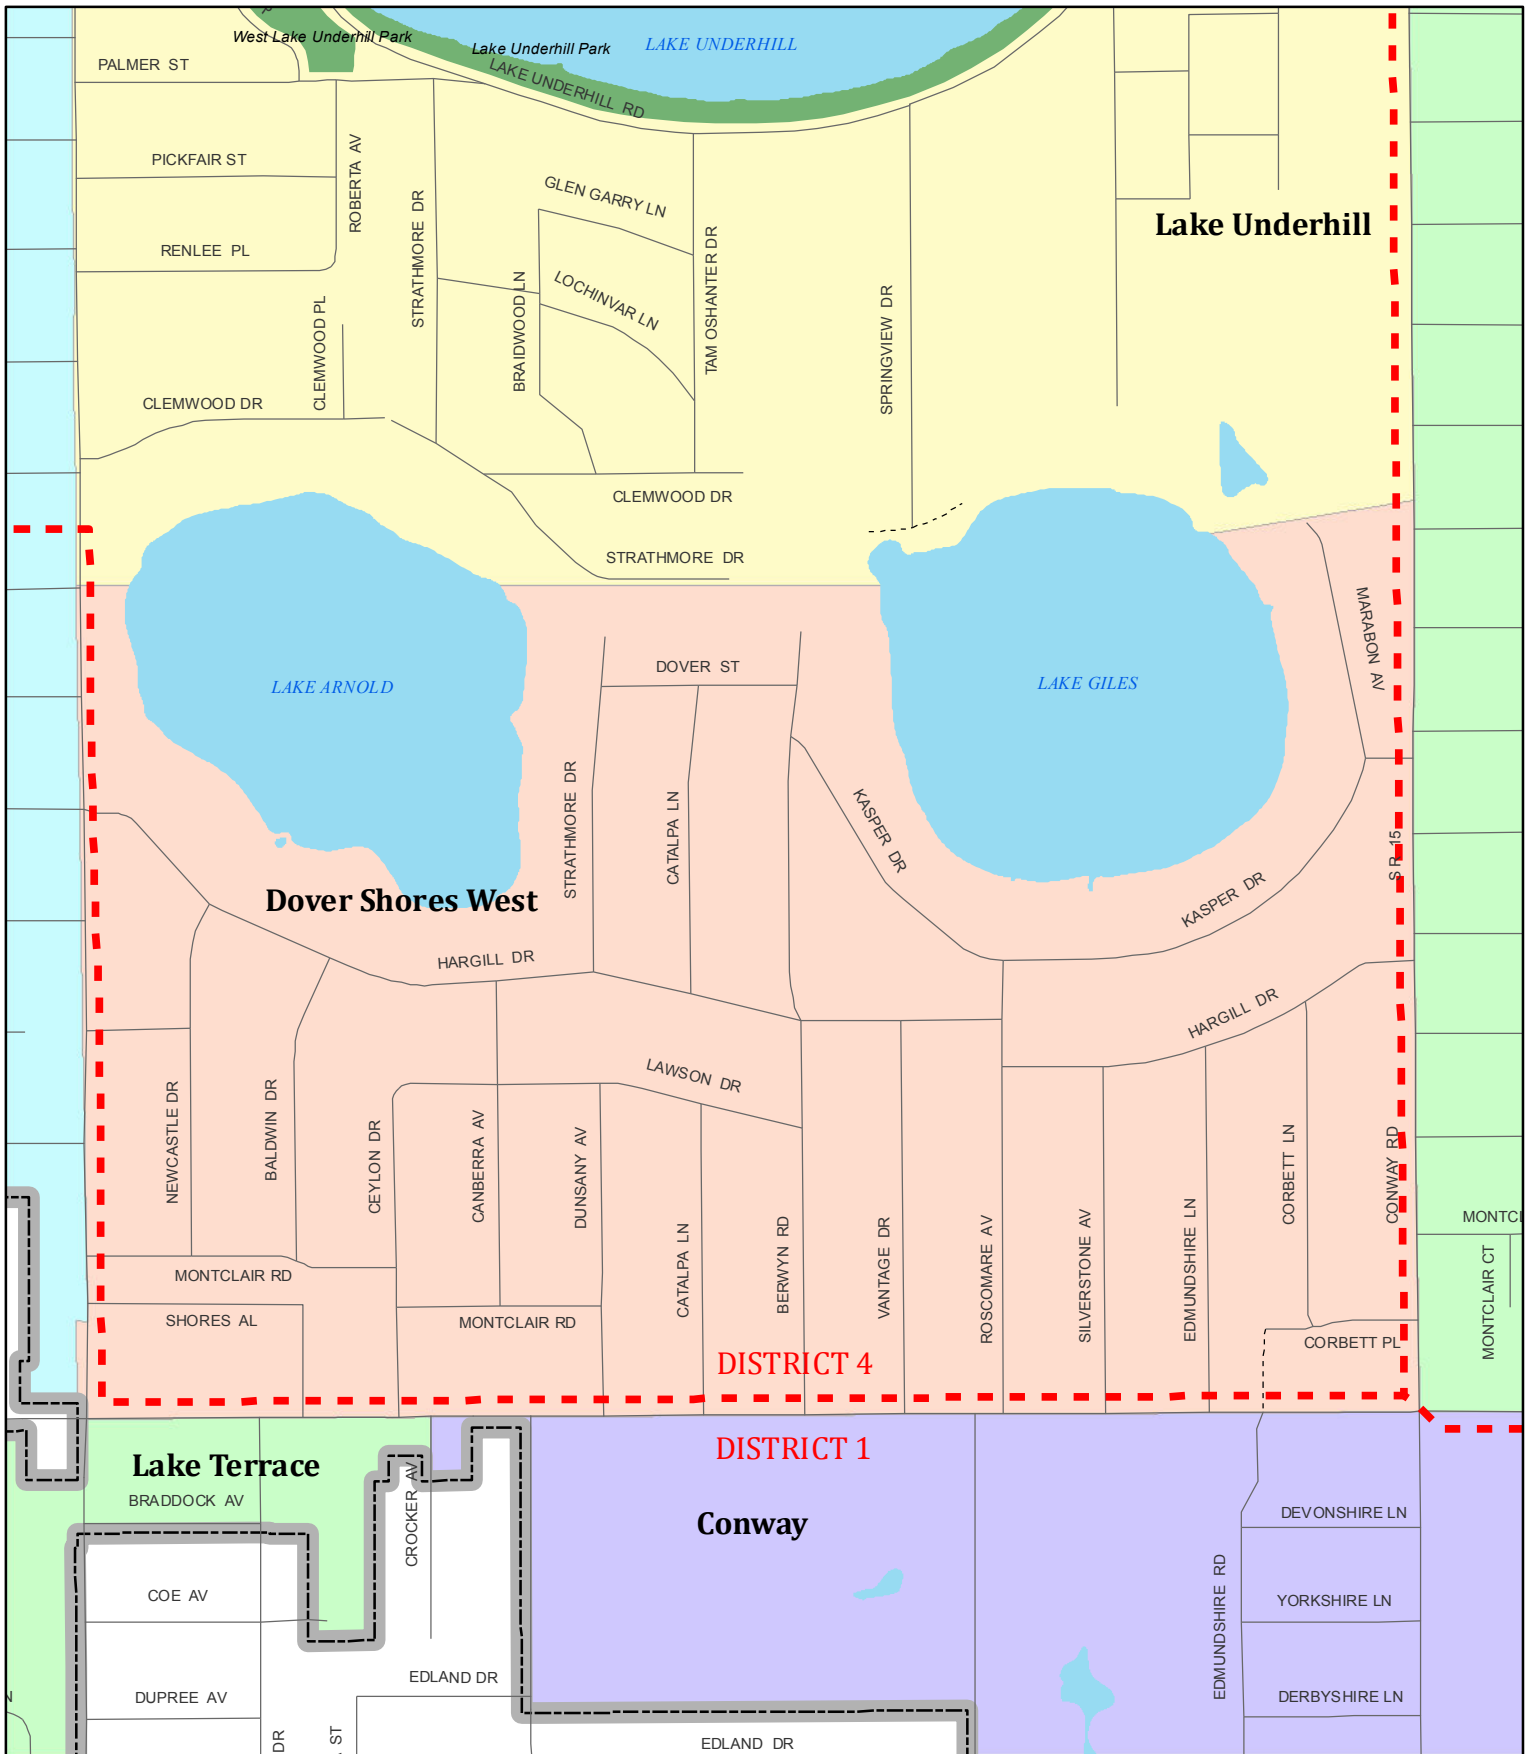 West Lake Underhill Park
Lake Underhill Park
LAKE UNDERHILL
PALMER ST
LAKE UNDERHILL RD
PICKFAIR ST
ROBERTA AV
GLEN GARRY LN
STRATHMORE DR
Lake Underhill
RENLEE PL
TAM OSHANTER DR
LOCHINVAR LN
BRAIDWOOD LN
CLEMWOOD PL
SPRINGVIEW DR
CLEMWOOD DR
CLEMWOOD DR
STRATHMORE DR
MARABON AV
DOVER ST
LAKE ARNOLD
LAKE GILES
STRATHMORE DR
CATALPA LN
KASPER DR
S R 15
KASPER DR
Dover Shores West
HARGILL DR
HARGILL DR
LAWSON DR
NEWCASTLE DR
BALDWIN DR
CEYLON DR
CANBERRA AV
DUNSANY AV
CATALPA LN
BERWYN RD
VANTAGE DR
ROSCOMARE AV
SILVERSTONE AV
EDMUNDSHIRE LN
CORBETT LN
CONWAY RD
MONTCL
MONTCLAIR CT
MONTCLAIR RD
SHORES AL
MONTCLAIR RD
CORBETT PL
DISTRICT 4
DISTRICT 1
Lake Terrace
BRADDOCK AV
CROCKER AV
Conway
DEVONSHIRE LN
COE AV
EDMUNDSHIRE RD
YORKSHIRE LN
EDLAND DR
DUPREE AV
DERBYSHIRE LN
DR
ST
EDLAND DR